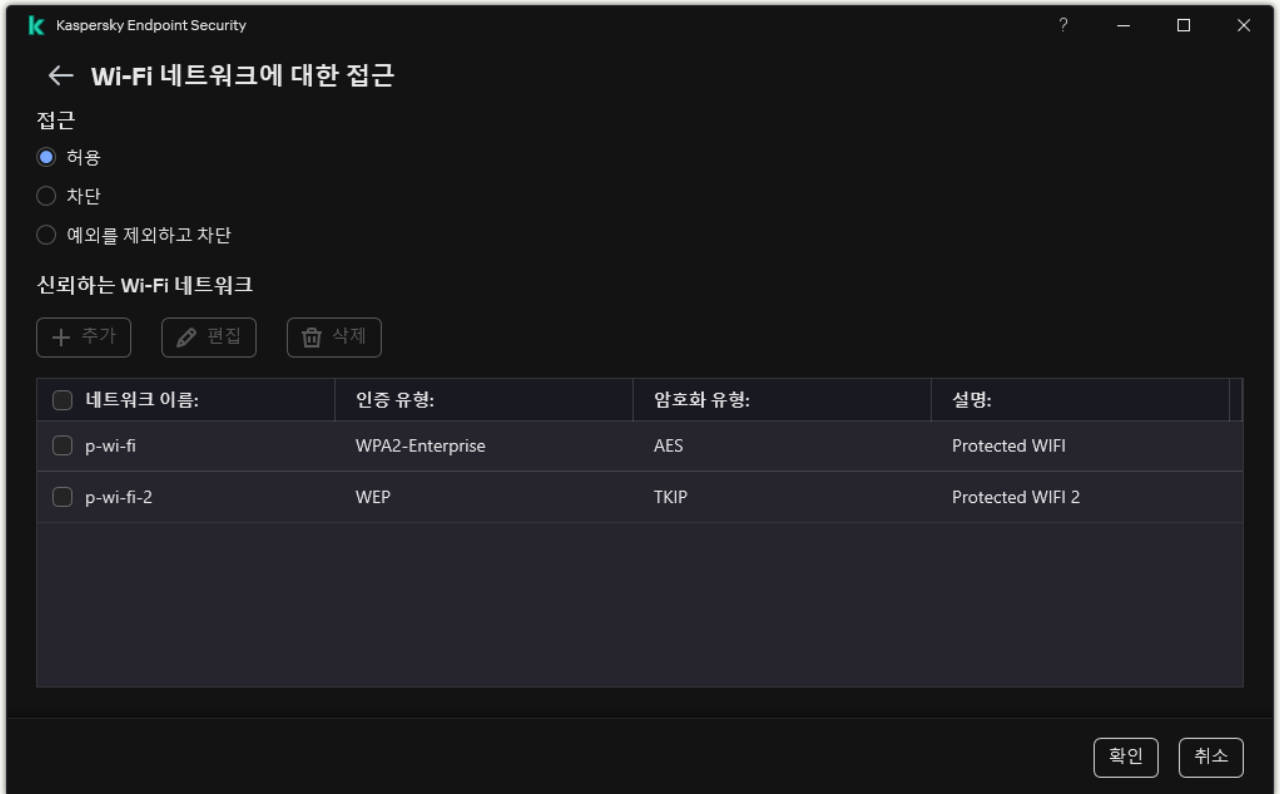 Kaspersky Endpoint Security
Wi-Fi 네트워크에 대한 접근
접근
허용
차단
예외를 제외하고 차단
신뢰하는 Wi-Fi 네트워크
추가 편집 삭제
네트워크 이름: 인증 유형: 암호화 유형: 설명:
p-wi-fi WPA2-Enterprise AES Protected WIFI
p-wi-fi-2 WEP TKIP Protected WIFI 2
확인 취소